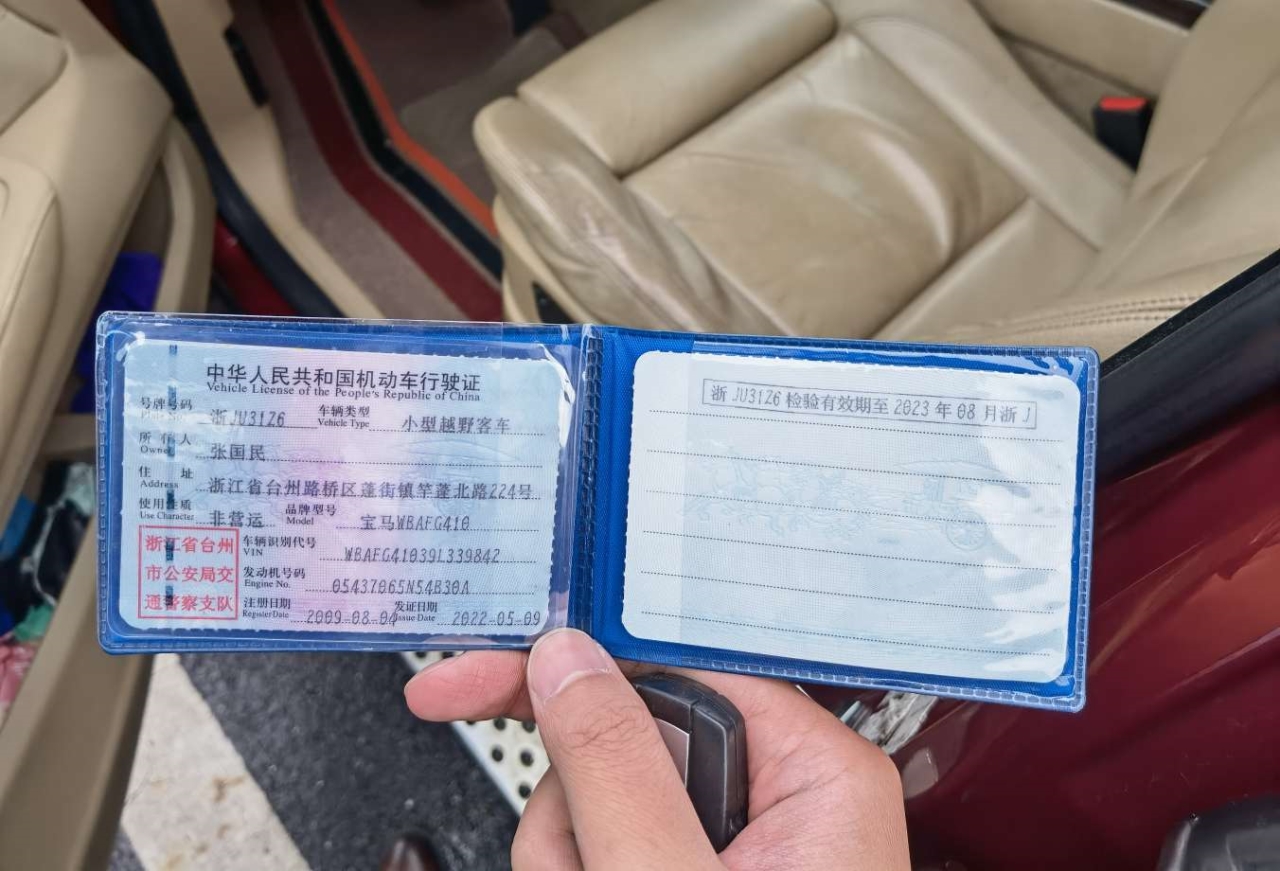 中华人民共和国机动车行驶证
Vehicle License of the People's Republic of China
号牌号码 浙JU31Z6 车辆类型 小型越野客车
Plate No. Vehicle Type
所有人 张国民
Owner
住址 浙江省台州路桥区蓬街镇竿蓬北路224号
Address
使用性质 非营运 品牌型号 宝马WBAFG410
Use Character Model
浙江省台州
市公安局交
通警察支队
车辆识别代号 WBAFG41039L339842
VIN
发动机号码 05437065N54B30A
Engine No.
注册日期 2009-08-04 发证日期 2022-05-09
Register Date Issue Date
浙JU31Z6检验有效期至2023年08月浙J